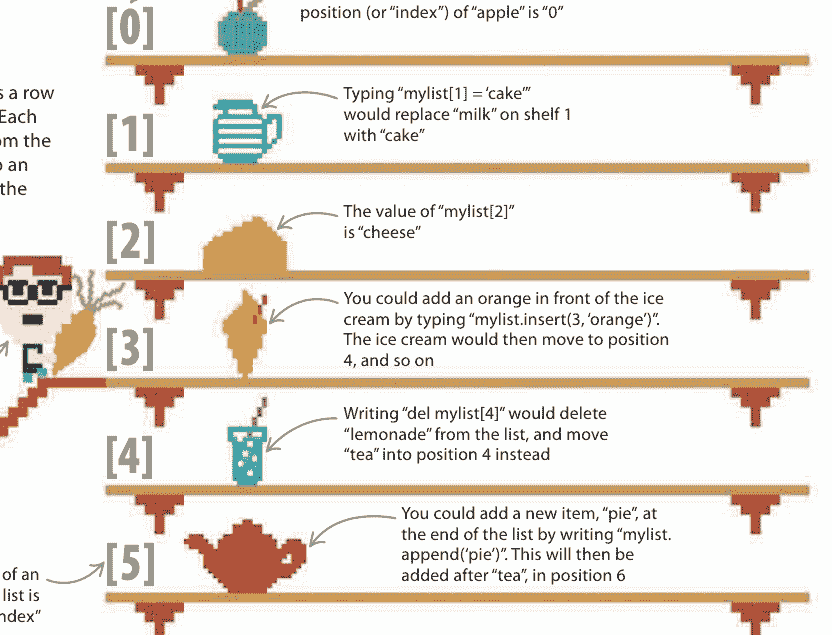 position (or “index”) of “apple” is “0”
[0]
s a row
Each
om the
o an
the
[1]
Typing “mylist[1] = ‘cake’”
would replace “milk” on shelf 1
with “cake”
[2]
The value of “mylist[2]”
is “cheese”
[3]
You could add an orange in front of the ice
cream by typing “mylist.insert(3, ‘orange’)”.
The ice cream would then move to position
4, and so on
[4]
Writing “del mylist[4]” would delete
“lemonade” from the list, and move
“tea” into position 4 instead
[5]
You could add a new item, “pie”, at
the end of the list by writing “mylist.
append(‘pie’)”. This will then be
added after “tea”, in position 6
of an
list is
ndex”